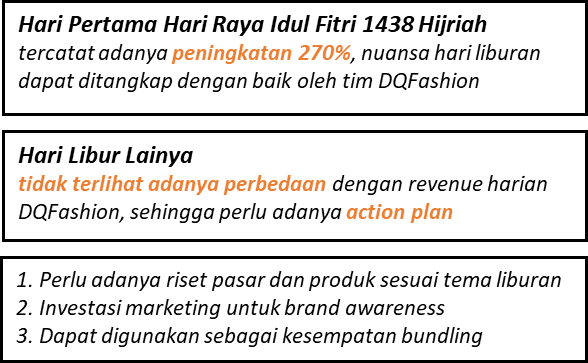 Hari Pertama Hari Raya Idul Fitri 1438 Hijriah
tercatat adanya peningkatan 270%, nuansa hari liburan
dapat ditangkap dengan baik oleh tim DQFashion
Hari Libur Lainya
tidak terlihat adanya perbedaan dengan revenue harian
DQFashion, sehingga perlu adanya action plan
1. Perlu adanya riset pasar dan produk sesuai tema liburan
2. Investasi marketing untuk brand awareness
3. Dapat digunakan sebagai kesempatan bundling